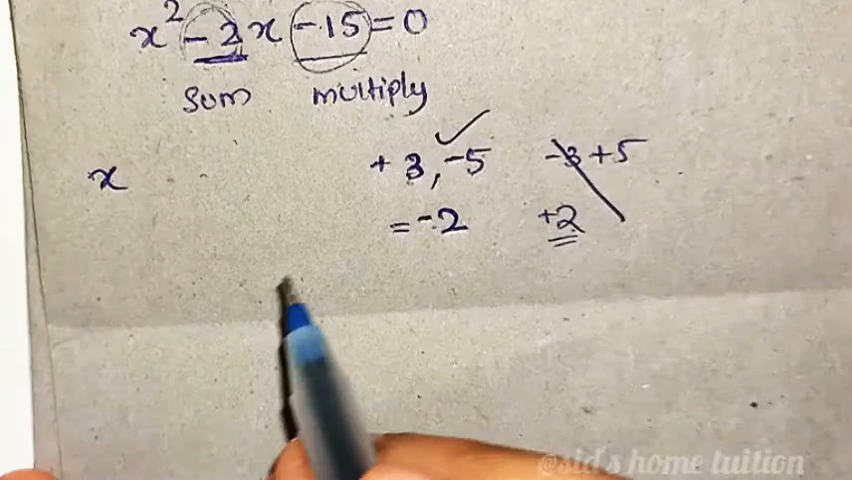 x² - 2x - 15 = 0
sum multiply
x +3, -5 ✓ -3 +5
= -2 +2
@sid's home tuition